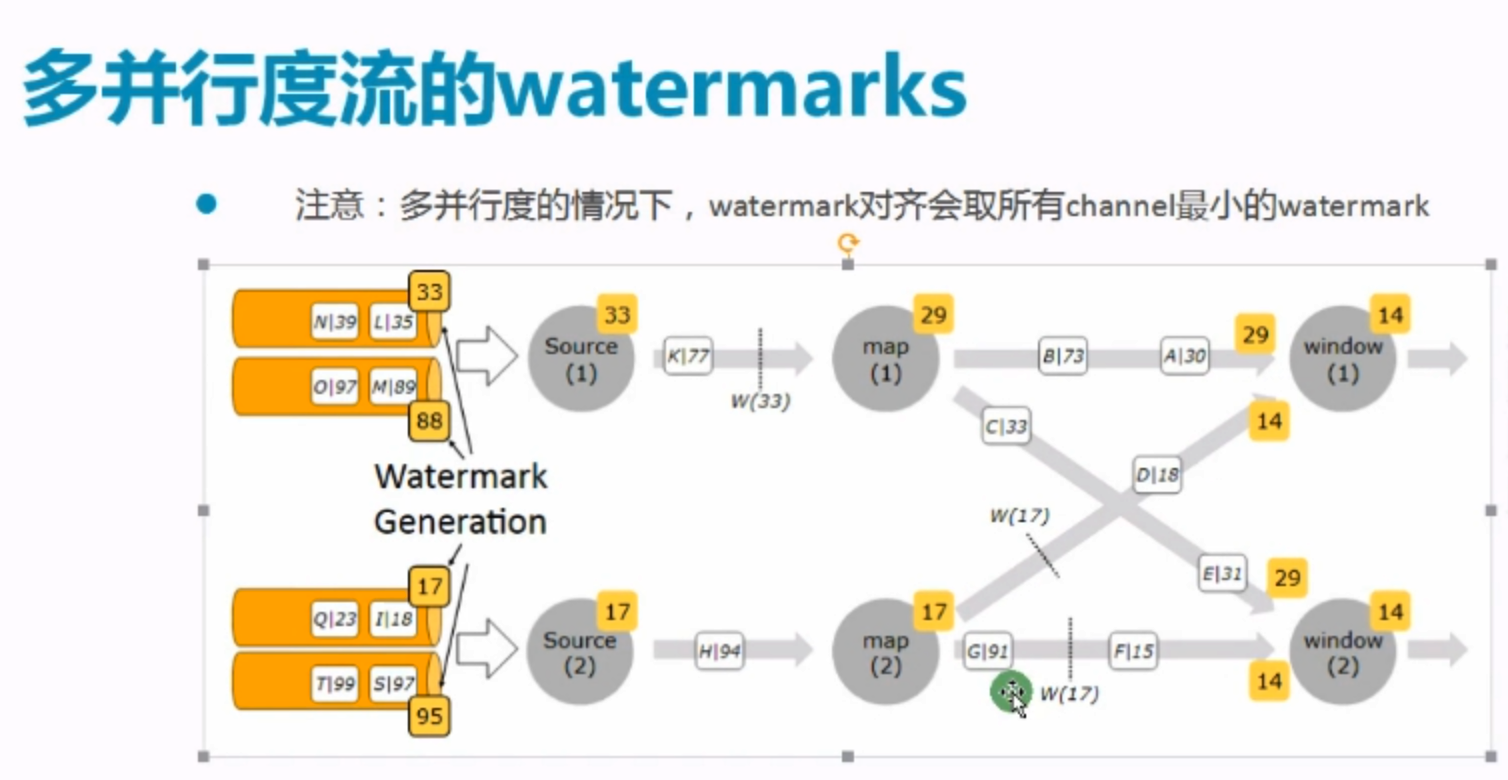 多并行度流的watermarks
注意：多并行度的情况下，watermark对齐会取所有channel最小的watermark
33
N|39 L|35
O|97 M|89
88
Watermark
Generation
17
Q|23 I|18
T|99 S|97
95
33
Source
(1)
K|77
W(33)
29
map
(1)
B|73 A|30
29
14
window
(1)
C|33
14
D|18
W(17)
E|31
29
17
Source
(2)
H|94
17
map
(2)
G|91 F|15
W(17)
14
14
window
(2)